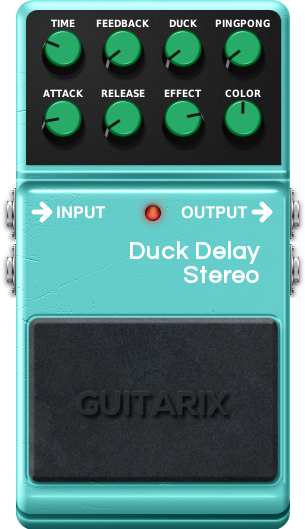 TIME FEEDBACK DUCK PINGPONG
ATTACK RELEASE EFFECT COLOR
INPUT OUTPUT
Duck Delay
Stereo
GUITARIX